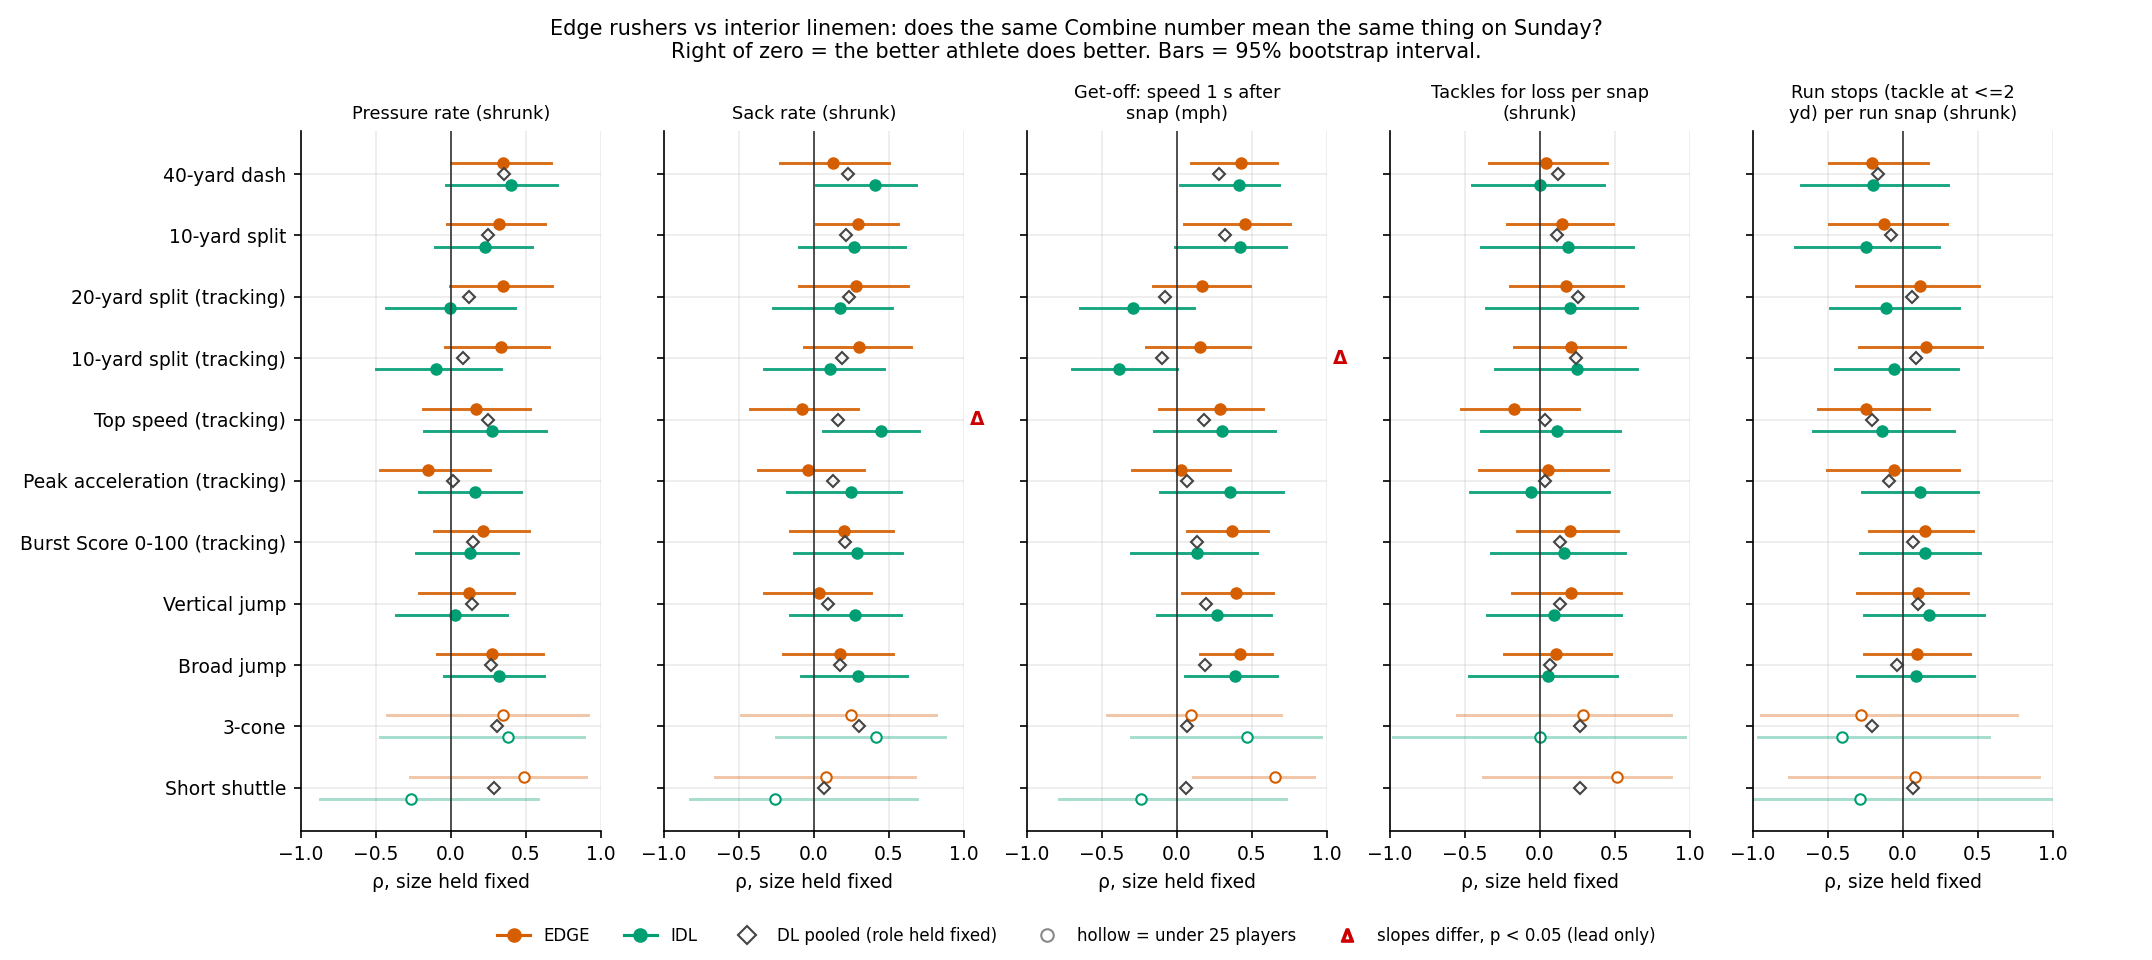 Edge rushers vs interior linemen: does the same Combine number mean the same thing on Sunday?
Right of zero = the better athlete does better. Bars = 95% bootstrap interval.
Pressure rate (shrunk)
Sack rate (shrunk)
Get-off: speed 1 s after
snap (mph)
Tackles for loss per snap
(shrunk)
Run stops (tackle at <=2
yd) per run snap (shrunk)
40-yard dash
10-yard split
20-yard split (tracking)
10-yard split (tracking)
Δ
Top speed (tracking)
Δ
Peak acceleration (tracking)
Burst Score 0-100 (tracking)
Vertical jump
Broad jump
3-cone
Short shuttle
−1.0 −0.5 0.0 0.5 1.0
−1.0 −0.5 0.0 0.5 1.0
−1.0 −0.5 0.0 0.5 1.0
−1.0 −0.5 0.0 0.5 1.0
−1.0 −0.5 0.0 0.5 1.0
ρ, size held fixed
ρ, size held fixed
ρ, size held fixed
ρ, size held fixed
ρ, size held fixed
EDGE
IDL
DL pooled (role held fixed)
hollow = under 25 players
Δ slopes differ, p < 0.05 (lead only)